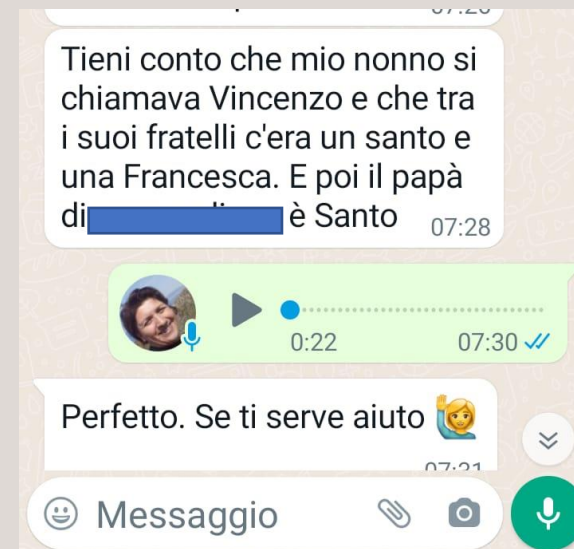 Tieni conto che mio nonno si
chiamava Vincenzo e che tra
i suoi fratelli c'era un santo e
una Francesca. E poi il papà
di è Santo 07:28
0:22 07:30
Perfetto. Se ti serve aiuto
Messaggio